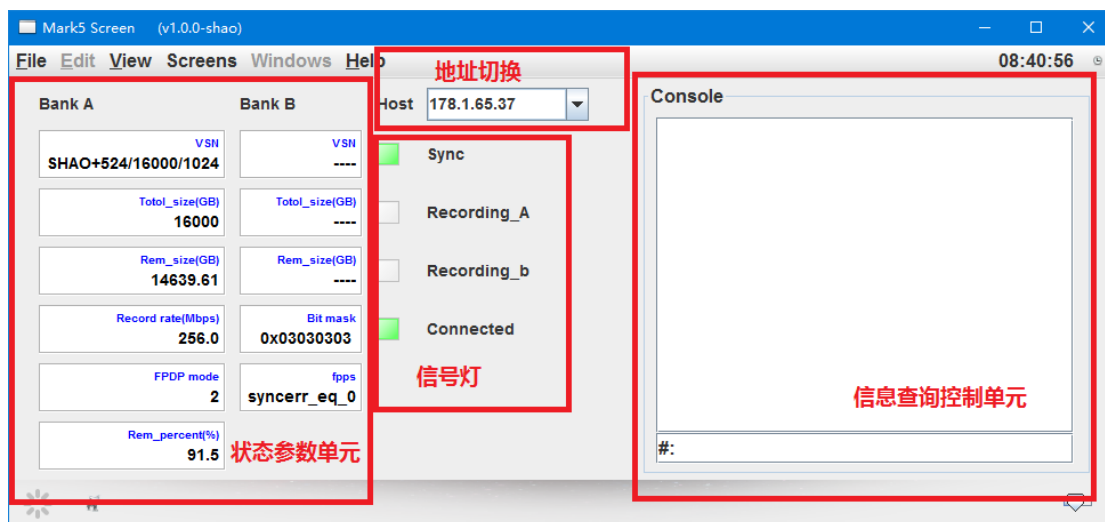 Mark5 Screen (v1.0.0-shao)
File Edit View Screens Windows Help
08:40:56
地址切换
Bank A
Bank B
Host 178.1.65.37
Console
VSN
SHAO+524/16000/1024
VSN
----
Sync
Totol_size(GB)
16000
Totol_size(GB)
----
Recording_A
Rem_size(GB)
14639.61
Rem_size(GB)
----
Recording_b
Record rate(Mbps)
256.0
Bit mask
0x03030303
Connected
FPDP mode
2
fpps
syncerr_eq_0
信号灯
信息查询控制单元
Rem_percent(%)
91.5
状态参数单元
#: